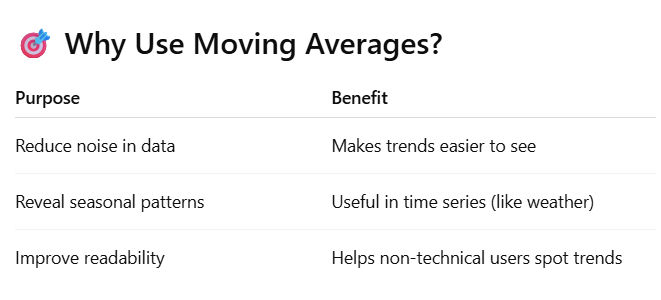 Why Use Moving Averages?
Purpose Benefit
Reduce noise in data Makes trends easier to see
Reveal seasonal patterns Useful in time series (like weather)
Improve readability Helps non-technical users spot trends